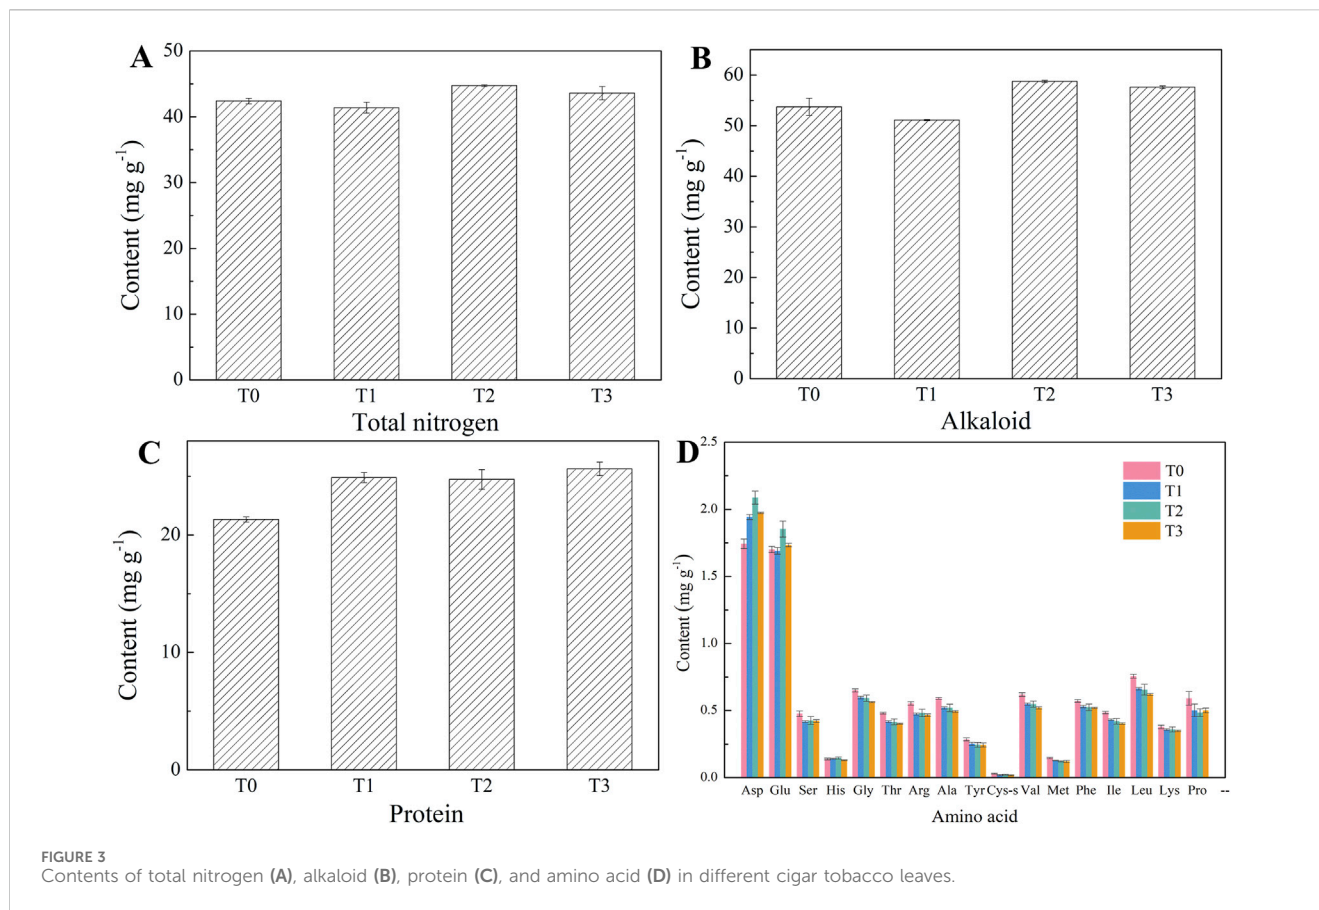 A
50
40
30
20
10
0
Content (mg g-1)
T0 T1 T2 T3
Total nitrogen
B
60
50
40
30
20
10
0
Content (mg g-1)
T0 T1 T2 T3
Alkaloid
C
20
10
0
Content (mg g-1)
T0 T1 T2 T3
Protein
D
2.5
2.0
1.5
1.0
0.5
0.0
Content (mg g-1)
T0
T1
T2
T3
Asp Glu Ser His Gly Thr Arg Ala Tyr Cys-s Val Met Phe Ile Leu Lys Pro --
Amino acid
FIGURE 3
Contents of total nitrogen (A), alkaloid (B), protein (C), and amino acid (D) in different cigar tobacco leaves.